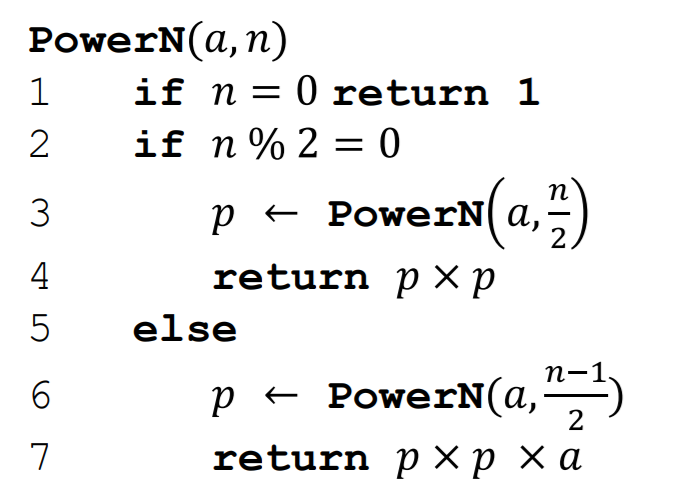 PowerN(a, n)
1 if n = 0 return 1
2 if n % 2 = 0
3 p ← PowerN(a, n/2)
4 return p × p
5 else
6 p ← PowerN(a, n−1/2)
7 return p × p × a